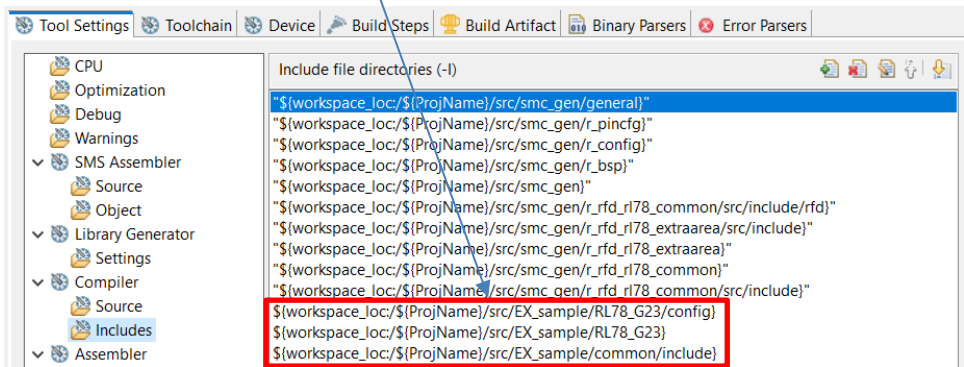 Tool Settings Toolchain Device Build Steps Build Artifact Binary Parsers Error Parsers
CPU
Optimization
Debug
Warnings
SMS Assembler
Source
Object
Library Generator
Settings
Compiler
Source
Includes
Assembler
Include file directories (-I)
"${workspace_loc:/${ProjName}/src/smc_gen/general}"
"${workspace_loc:/${ProjName}/src/smc_gen/r_pincfg}"
"${workspace_loc:/${ProjName}/src/smc_gen/r_config}"
"${workspace_loc:/${ProjName}/src/smc_gen/r_bsp}"
"${workspace_loc:/${ProjName}/src/smc_gen}"
"${workspace_loc:/${ProjName}/src/smc_gen/r_rfd_rl78_common/src/include/rfd}"
"${workspace_loc:/${ProjName}/src/smc_gen/r_rfd_rl78_extraarea/src/include}"
"${workspace_loc:/${ProjName}/src/smc_gen/r_rfd_rl78_extraarea}"
"${workspace_loc:/${ProjName}/src/smc_gen/r_rfd_rl78_common}"
"${workspace_loc:/${ProjName}/src/smc_gen/r_rfd_rl78_common/src/include}"
${workspace_loc:/${ProjName}/src/EX_sample/RL78_G23/config}
${workspace_loc:/${ProjName}/src/EX_sample/RL78_G23}
${workspace_loc:/${ProjName}/src/EX_sample/common/include}